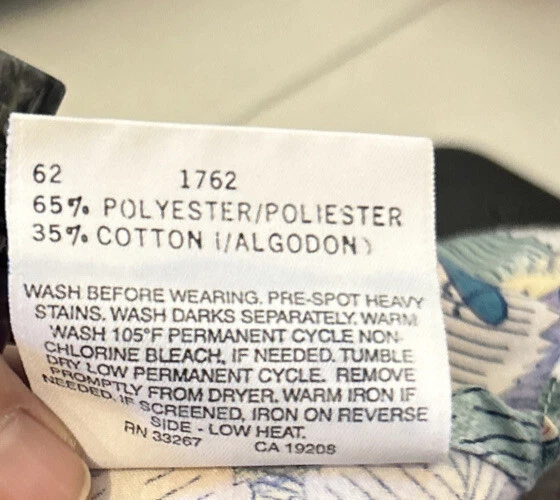 62 1762
65% POLYESTER/POLIESTER
35% COTTON (/ALGODON)
WASH BEFORE WEARING. PRE-SPOT HEAVY
STAINS. WASH DARKS SEPARATELY. WARM
WASH 105°F PERMANENT CYCLE NON-
CHLORINE BLEACH, IF NEEDED. TUMBLE
DRY LOW PERMANENT CYCLE. REMOVE
PROMPTLY FROM DRYER. WARM IRON IF
NEEDED. IF SCREENED, IRON ON REVERSE
SIDE - LOW HEAT.
RN 33267 CA 19208